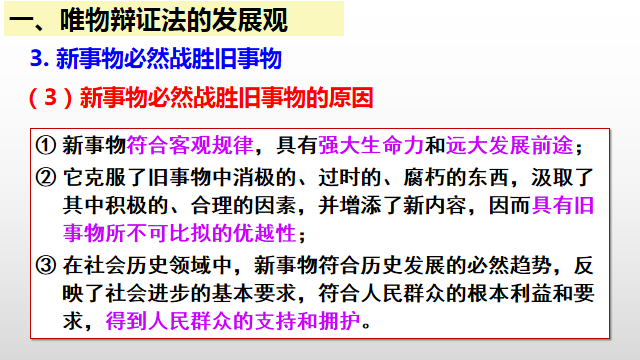 一、唯物辩证法的发展观
3. 新事物必然战胜旧事物
（3）新事物必然战胜旧事物的原因
① 新事物符合客观规律，具有强大生命力和远大发展前途；
② 它克服了旧事物中消极的、过时的、腐朽的东西，汲取了
其中积极的、合理的因素，并增添了新内容，因而具有旧
事物所不可比拟的优越性；
③ 在社会历史领域中，新事物符合历史发展的必然趋势，反
映了社会进步的基本要求，符合人民群众的根本利益和要
求，得到人民群众的支持和拥护。